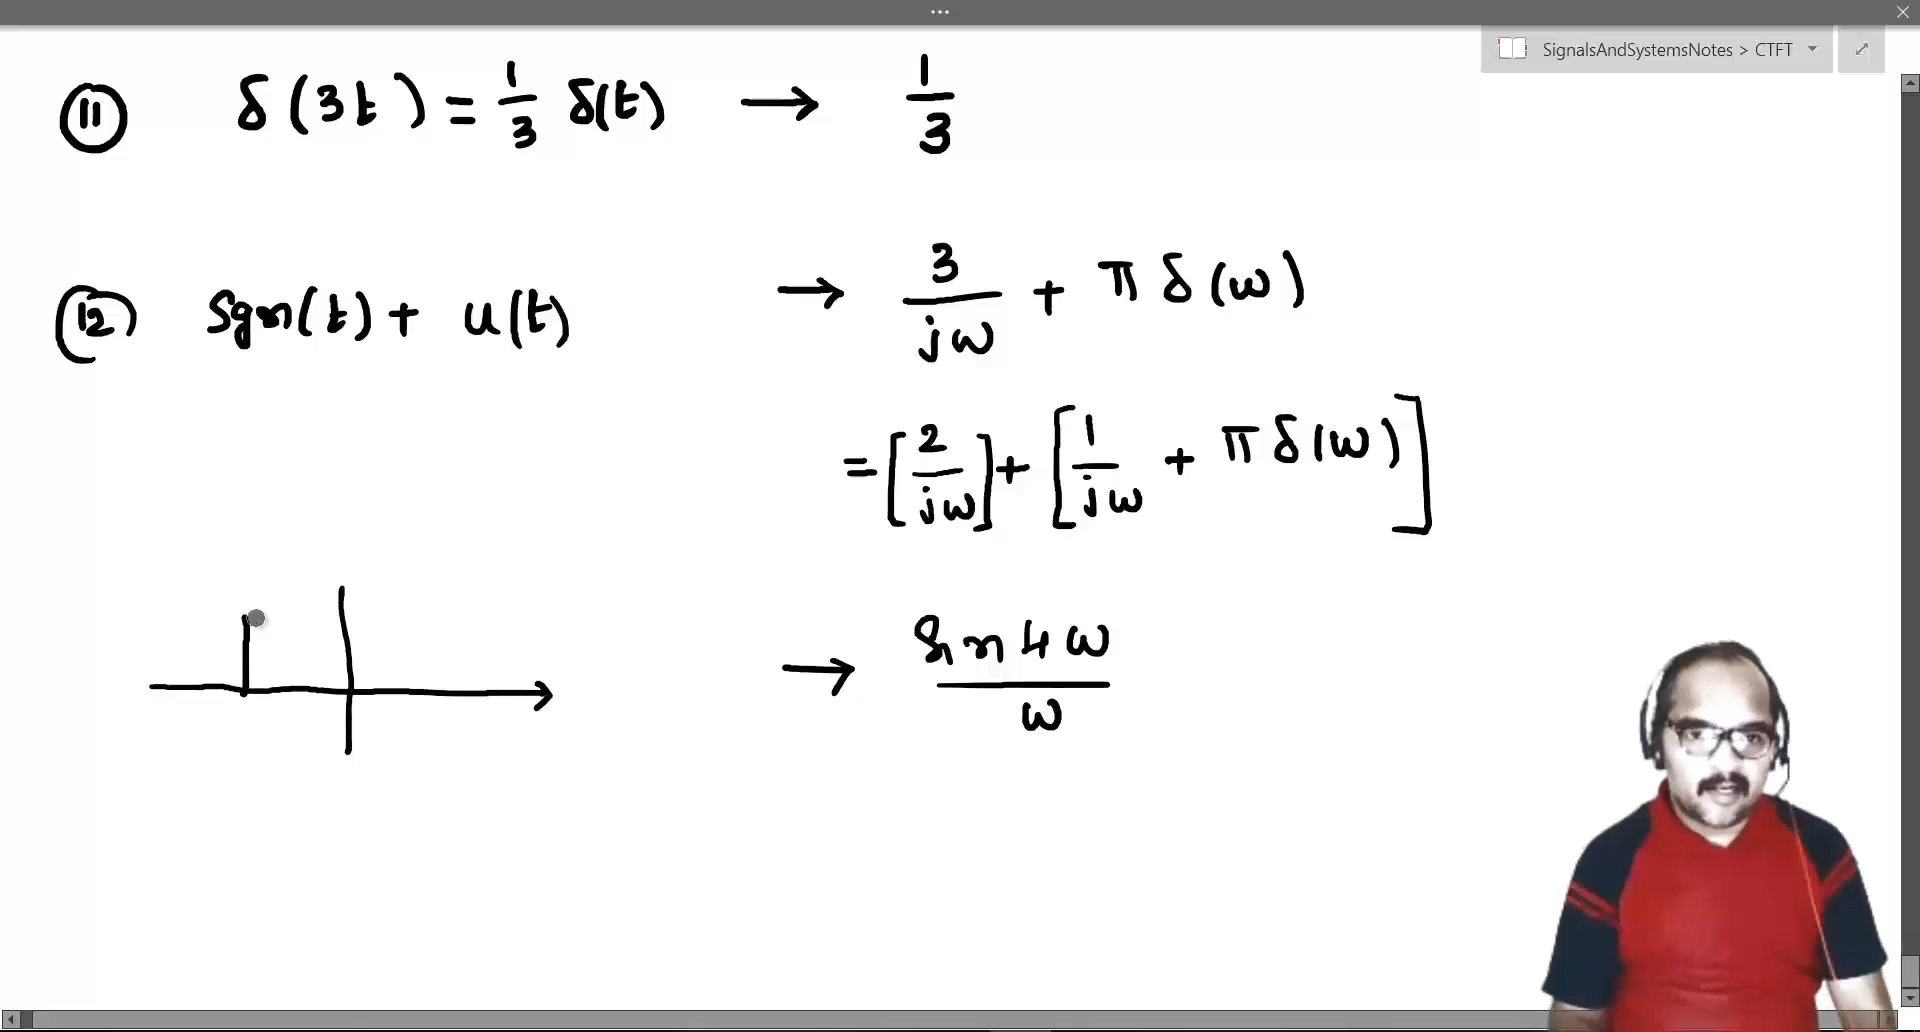 SignalsAndSystemsNotes > CTFT
⑪ δ(3t) = 1/3 δ(t) → 1/3
⑫ Sgn(t) + u(t) → 3/jω + π δ(ω)
= [2/jω] + [1/jω + π δ(ω)]
→ Sin 4ω/ω